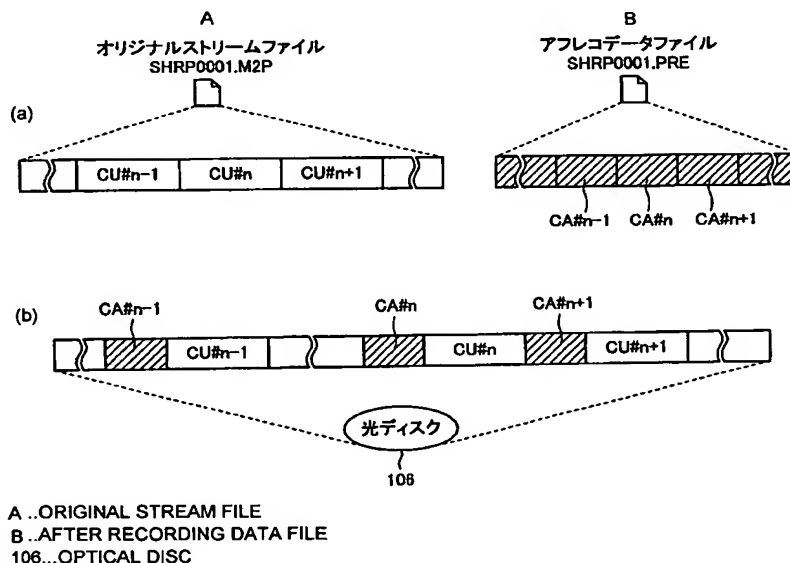 A
オリジナルストリームファイル
SHRP0001.M2P
B
アフレコデータファイル
SHRP0001.PRE
(a)
CU#n-1
CU#n
CU#n+1
CA#n-1
CA#n
CA#n+1
(b)
CA#n-1
CA#n
CA#n+1
CU#n-1
CU#n
CU#n+1
光ディスク
106
A ..ORIGINAL STREAM FILE
B ..AFTER RECORDING DATA FILE
106...OPTICAL DISC